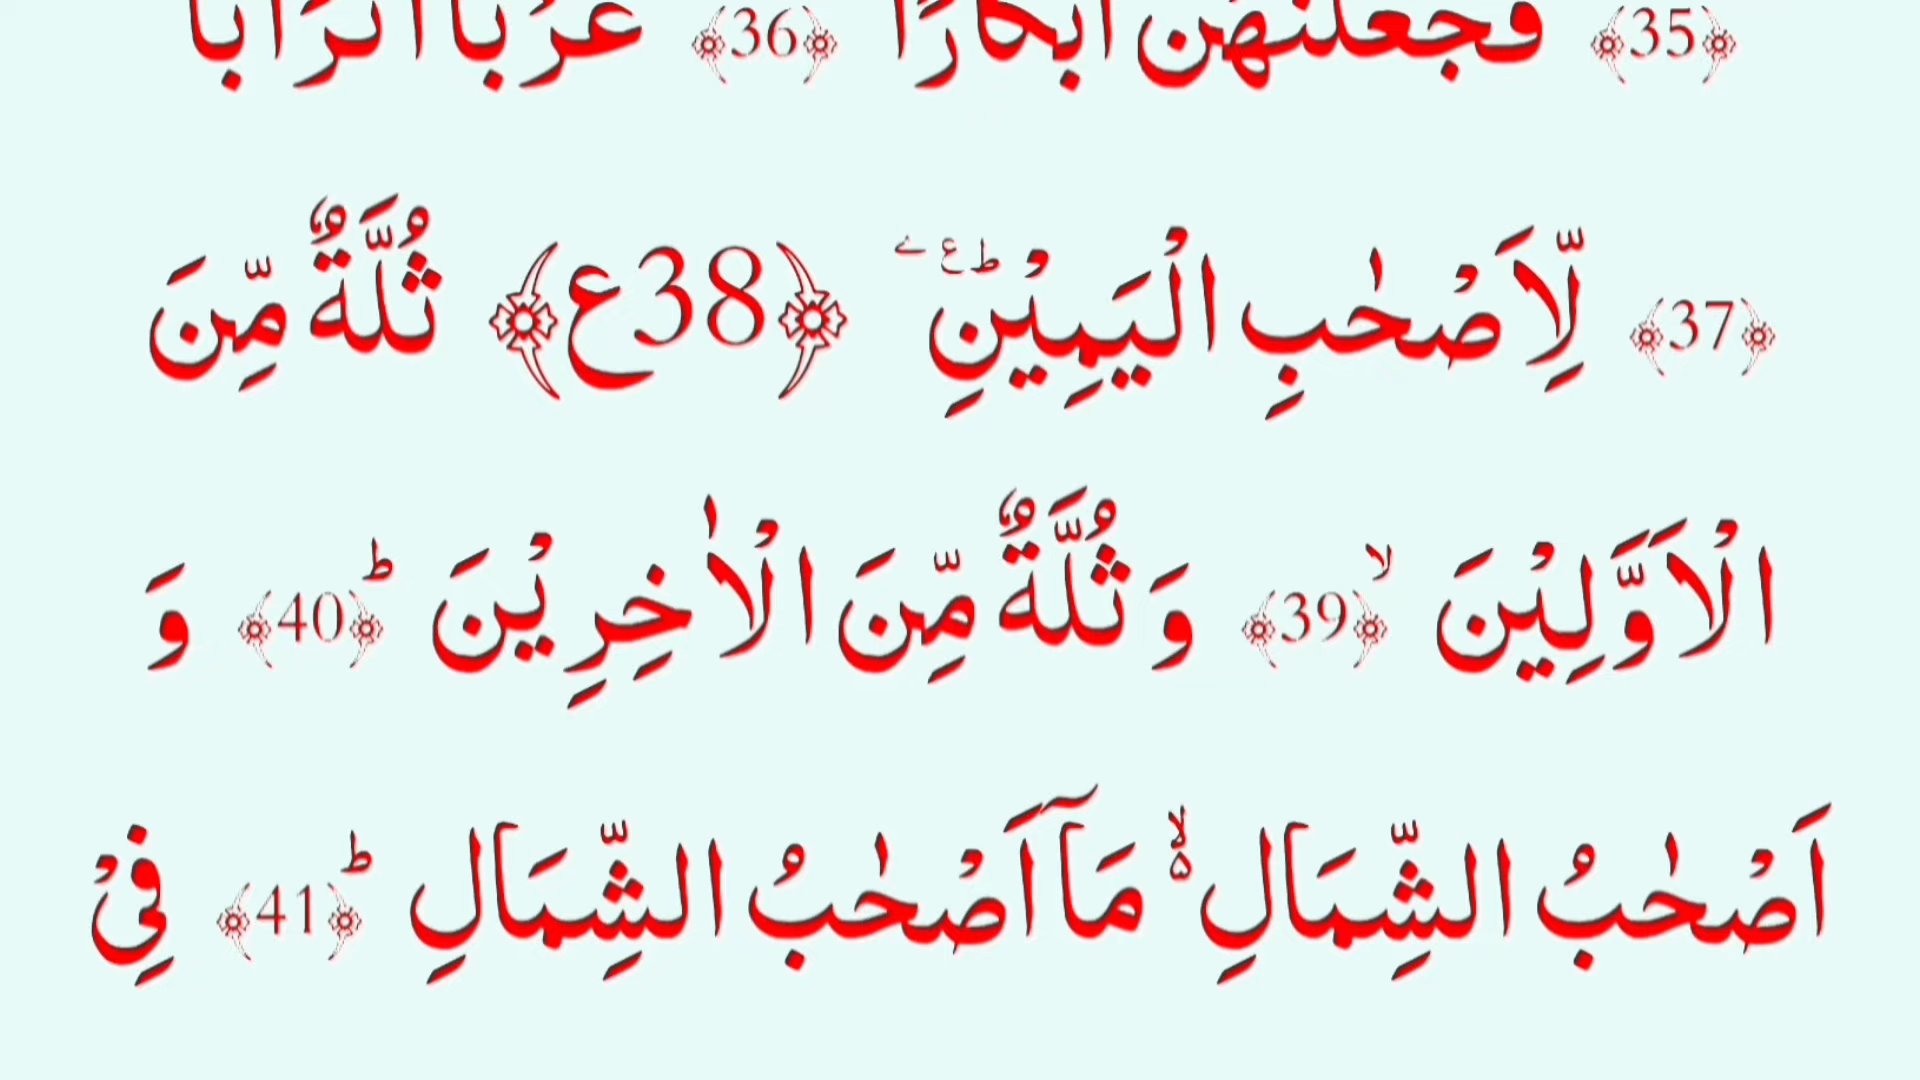 ﴿35﴾ فجعلنهن ابكارا ﴿36﴾ عربا اترابا
﴿37﴾ لِّاَصْحٰبِ الْيَمِيْنِؕ ع ے ﴿38ع﴾ ثُلَّةٌ مِّنَ
الْاَوَّلِيْنَ ۙ﴿39﴾ وَ ثُلَّةٌ مِّنَ الْاٰخِرِيْنَ ؕ﴿40﴾ وَ
اَصْحٰبُ الشِّمَالِ ۙ۬ مَاۤ اَصْحٰبُ الشِّمَالِ ؕ﴿41﴾ فِيْ